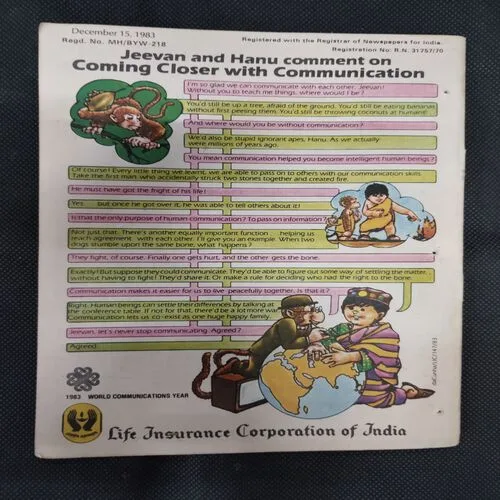 December 15, 1983
Regd. No. MH/BYW-218
Registered with the Registrar of Newspapers for India.
Registration No: R.N. 31757/70
Jeevan and Hanu comment on
Coming Closer with Communication
I'm so glad we can communicate with each other, Jeevan!
Without you to teach me things, where would I be?
You'd still be up a tree, afraid of the ground. You'd still be eating bananas
without first peeling them. You'd still be throwing coconuts at humans!
And where would you be without communication?
We'd also be stupid ignorant apes, Hanu. As we actually
were millions of years ago.
You mean communication helped you become intelligent human beings?
Of course! Every little thing we learnt, we are able to pass on to others with our communication skills.
Take the first man who accidentally struck two stones together and created fire.
He must have got the fright of his life!
Yes but once he got over it, he was able to tell others about it!
Is that the only purpose of human communication? To pass on information?
Not just that. There's another equally important function helping us
reach agreement with each other. I'll give you an example. When two
dogs stumble upon the same bone, what happens?
They fight, of course. Finally one gets hurt, and the other gets the bone.
Exactly! But suppose they could communicate. They'd be able to figure out some way of settling the matter.
without having to fight! They'd share it. Or make a rule for deciding who had the right to the bone.
Communication makes it easier for us to live peacefully together. Is that it?
Right. Human beings can settle their differences by talking at
the conference table. If not for that, there'd be a lot more war.
Communication lets us co-exist as one huge happy family.
Jeevan, let's never stop communicating. Agreed?
Agreed.
1983 WORLD COMMUNICATIONS YEAR
Life Insurance Corporation of India